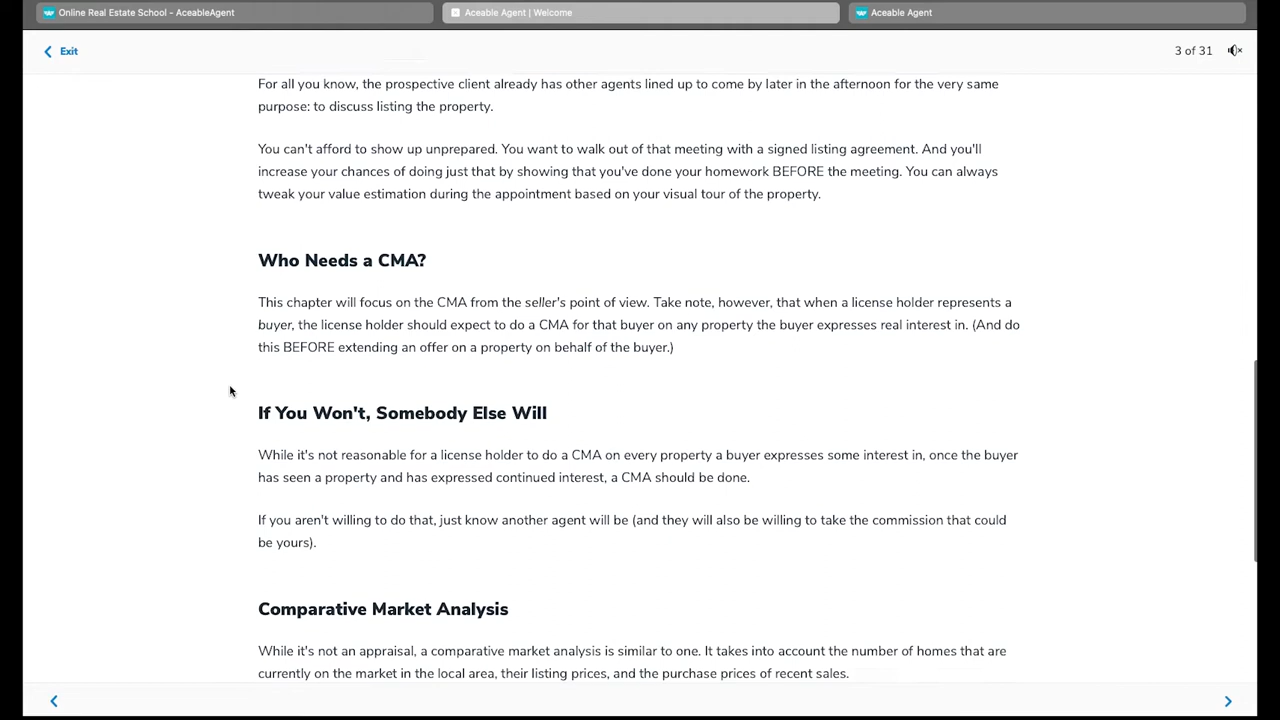 Online Real Estate School - AceableAgent
Aceable Agent | Welcome
Aceable Agent
Exit
3 of 31
For all you know, the prospective client already has other agents lined up to come by later in the afternoon for the very same
purpose: to discuss listing the property.
You can't afford to show up unprepared. You want to walk out of that meeting with a signed listing agreement. And you'll
increase your chances of doing just that by showing that you've done your homework BEFORE the meeting. You can always
tweak your value estimation during the appointment based on your visual tour of the property.
Who Needs a CMA?
This chapter will focus on the CMA from the seller's point of view. Take note, however, that when a license holder represents a
buyer, the license holder should expect to do a CMA for that buyer on any property the buyer expresses real interest in. (And do
this BEFORE extending an offer on a property on behalf of the buyer.)
If You Won't, Somebody Else Will
While it's not reasonable for a license holder to do a CMA on every property a buyer expresses some interest in, once the buyer
has seen a property and has expressed continued interest, a CMA should be done.
If you aren't willing to do that, just know another agent will be (and they will also be willing to take the commission that could
be yours).
Comparative Market Analysis
While it's not an appraisal, a comparative market analysis is similar to one. It takes into account the number of homes that are
currently on the market in the local area, their listing prices, and the purchase prices of recent sales.